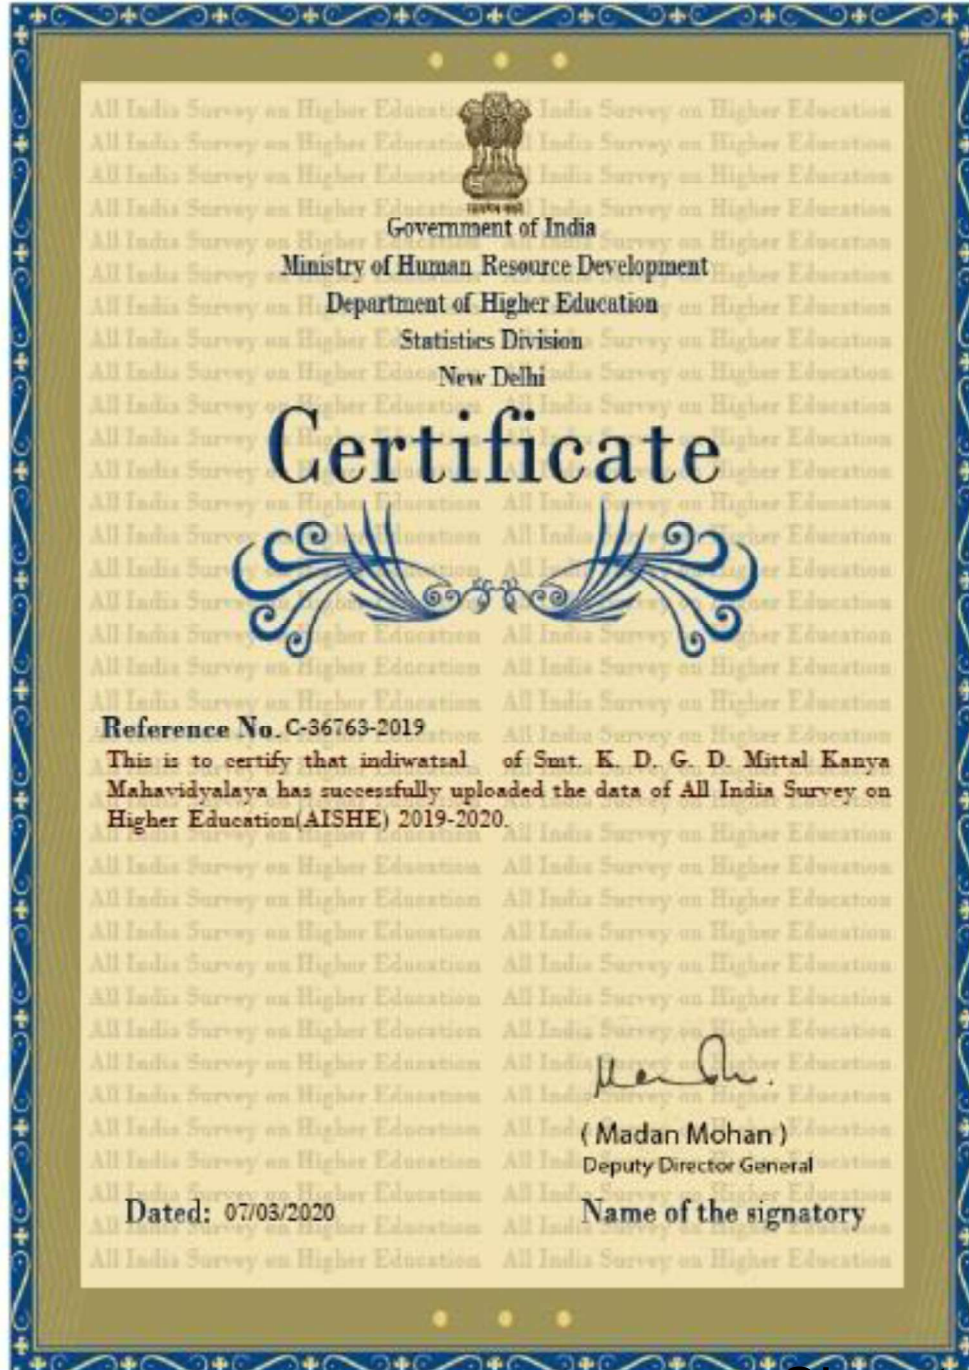 Government of India
Ministry of Human Resource Development
Department of Higher Education
Statistics Division
New Delhi
Certificate
Reference No. C-36763-2019
This is to certify that indiwatsal of Smt. K. D. G. D. Mittal Kanya
Mahavidyalaya has successfully uploaded the data of All India Survey on
Higher Education(AISHE) 2019-2020.
( Madan Mohan )
Deputy Director General
Dated: 07/03/2020
Name of the signatory